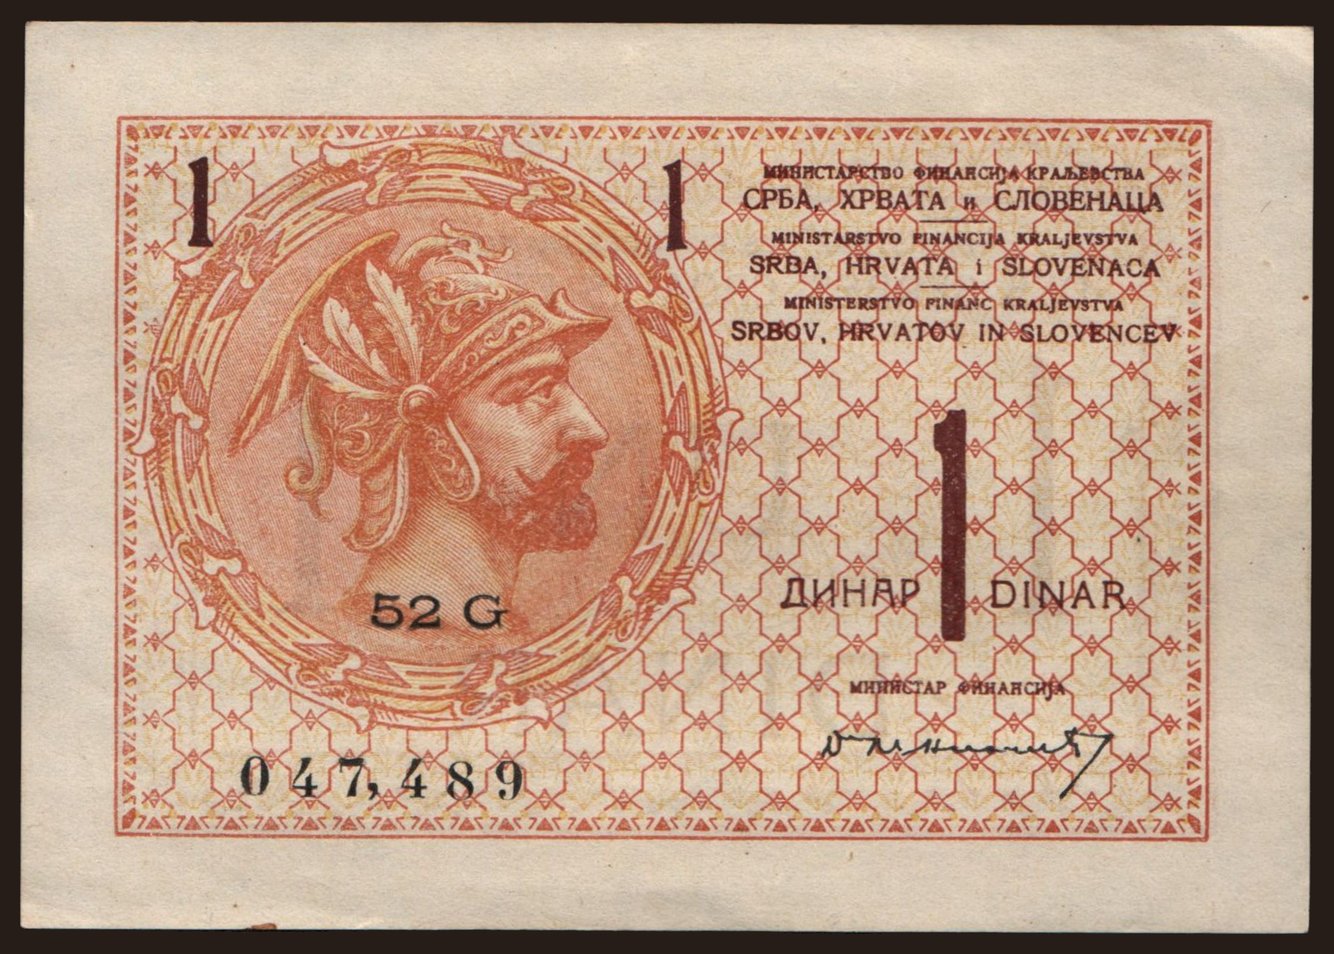 1
1
МИНИСТАРСТВО ФИНАНСИЈА КРАЉЕВСТВА
СРБА, ХРВАТА и СЛОВЕНАЦА
MINISTARSTVO FINANCIJA KRALJEVSTVA
SRBA, HRVATA i SLOVENACA
MINISTERSTVO FINANC KRALJEVSTVA
SRBOV, HRVATOV IN SLOVENCEV
ДИНАР 1 DINAR
52 G
МИНИСТАР ФИНАНСИЈА
047,489